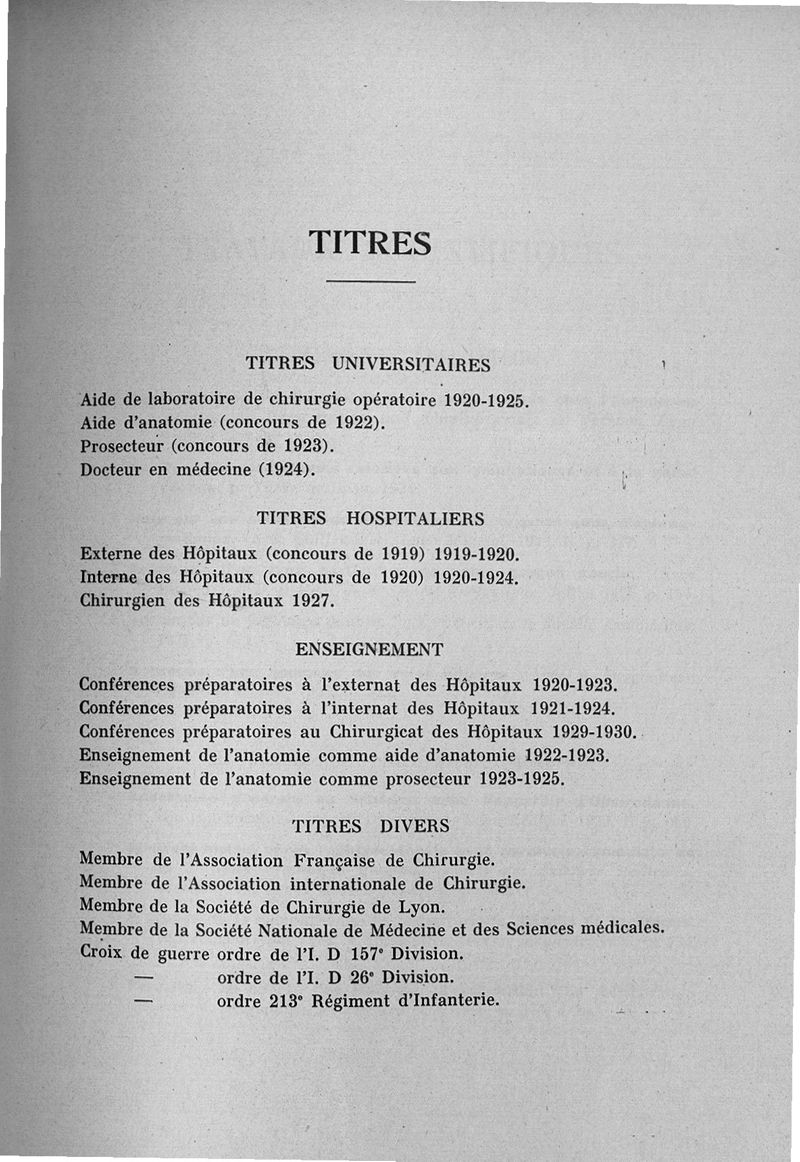 TITRES
TITRES UNIVERSITAIRES
Aide de laboratoire de chirurgie opératoire 1920-1925.
Aide d'anatomie (concours de 1922).
Prosecteur (concours de 1923).
Docteur en médecine (1924).
TITRES HOSPITALIERS
Externe des Hôpitaux (concours de 1919) 1919-1920.
Interne des Hôpitaux (concours de 1920) 1920-1924.
Chirurgien des Hôpitaux 1927.
ENSEIGNEMENT
Conférences préparatoires à l'externat des Hôpitaux 1920-1923.
Conférences préparatoires à l'internat des Hôpitaux 1921-1924.
Conférences préparatoires au Chirurgicat des Hôpitaux 1929-1930.
Enseignement de l'anatomie comme aide d'anatomie 1922-1923.
Enseignement de l'anatomie comme prosecteur 1923-1925.
TITRES DIVERS
Membre de l'Association Française de Chirurgie.
Membre de l'Association internationale de Chirurgie.
Membre de la Société de Chirurgie de Lyon.
Membre de la Société Nationale de Médecine et des Sciences médicales.
Croix de guerre ordre de l'I. D 157e Division.
— ordre de l'I. D 26e Division.
— ordre 213e Régiment d'Infanterie.